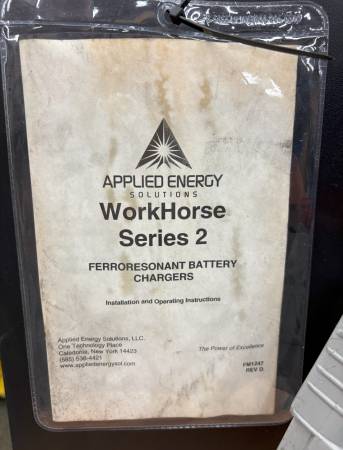 APPLIED ENERGY
SOLUTIONS
WorkHorse
Series 2
FERRORESONANT BATTERY
CHARGERS
Installation and Operating Instructions
Applied Energy Solutions, LLC.
One Technology Place
Caledonia, New York 14423
(585) 538-4421
www.appliedenergysol.com
The Power of Excellence
FM1247
REV D